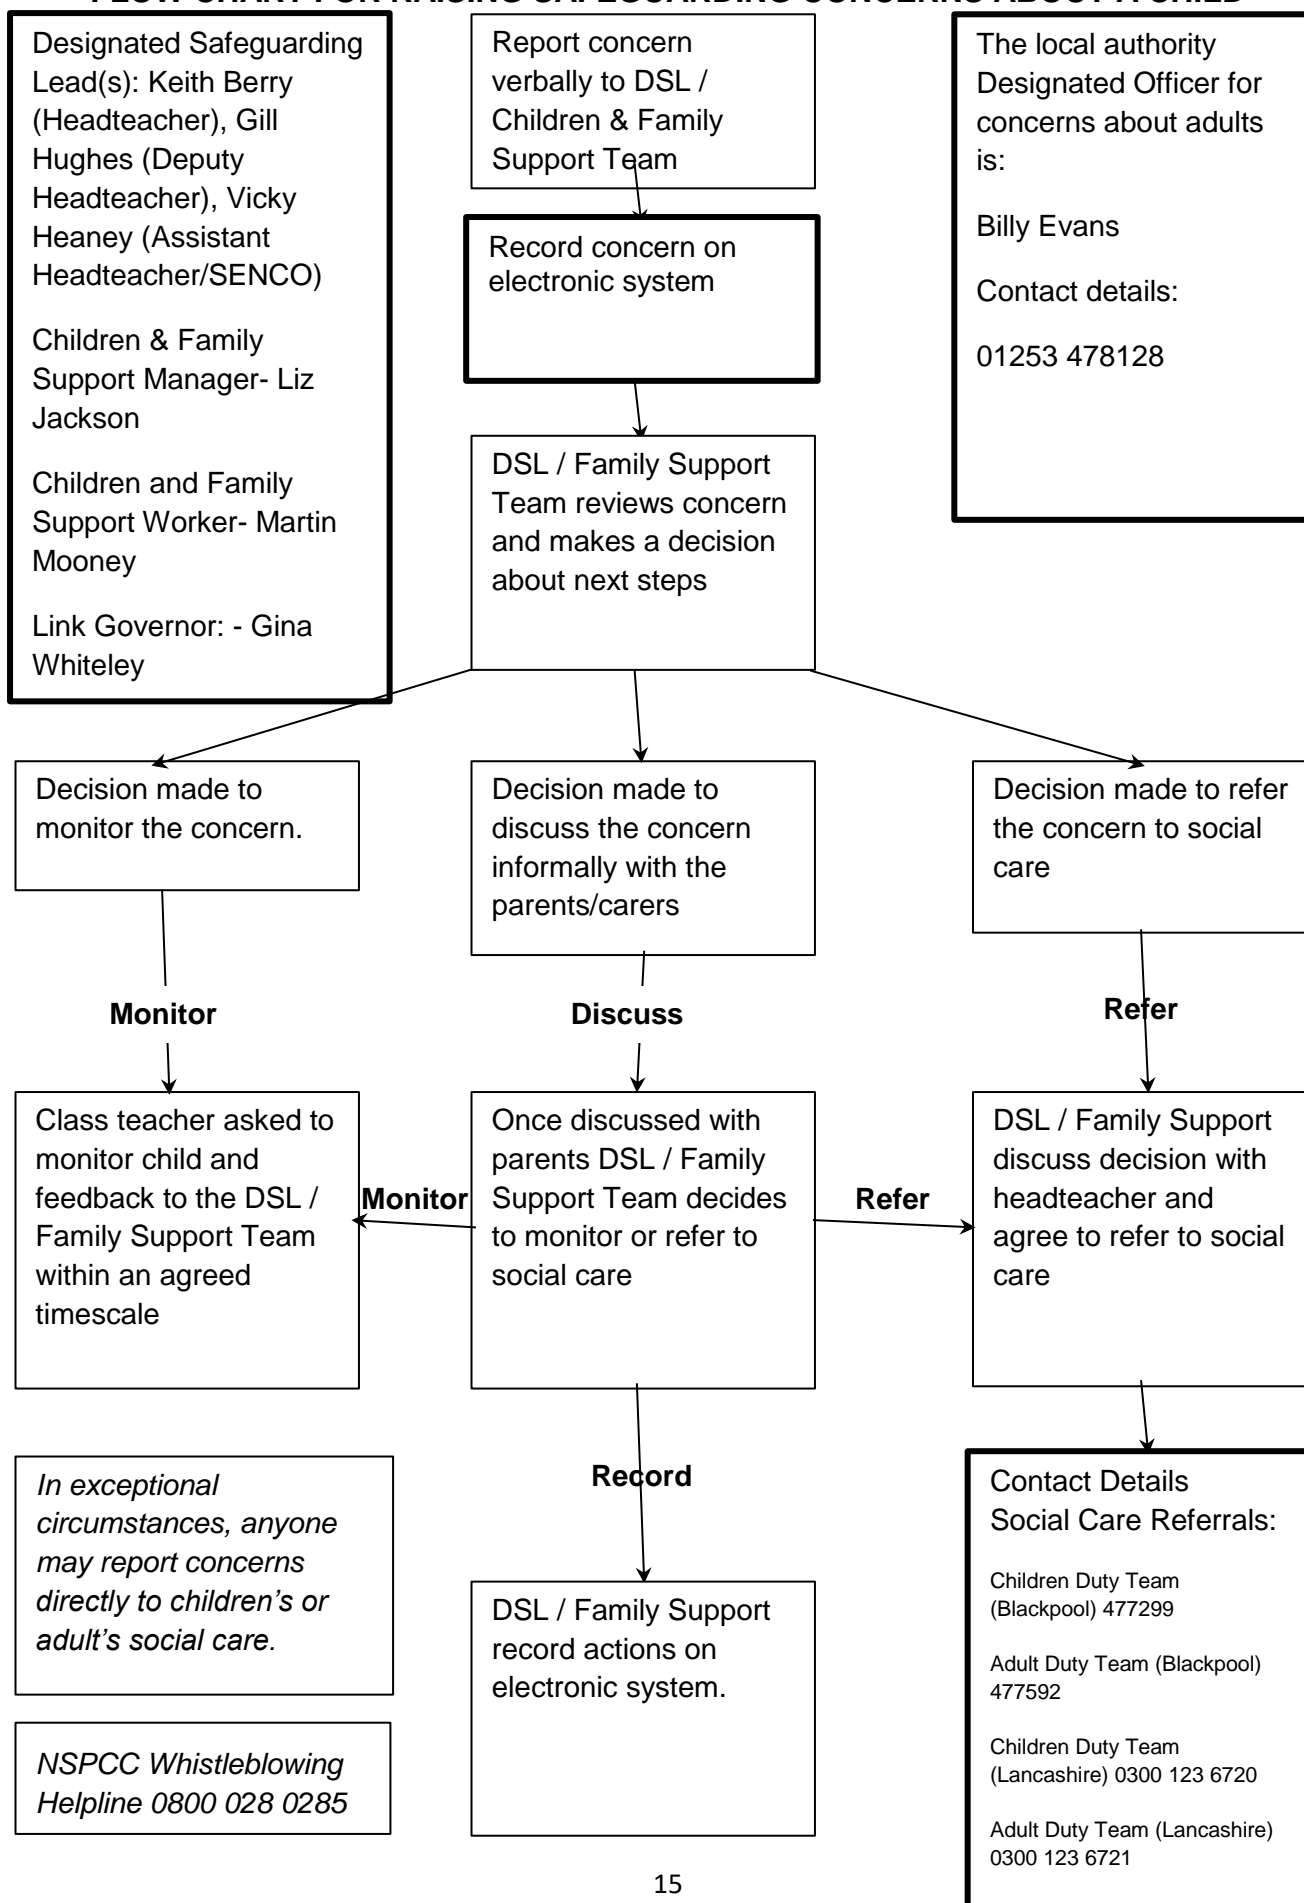 FLOW CHART FOR RAISING SAFEGUARDING CONCERNS ABOUT A CHILD
Designated Safeguarding
Lead(s): Keith Berry
(Headteacher), Gill
Hughes (Deputy
Headteacher), Vicky
Heaney (Assistant
Headteacher/SENCO)
Children & Family
Support Manager- Liz
Jackson
Children and Family
Support Worker- Martin
Mooney
Link Governor: - Gina
Whiteley
Report concern
verbally to DSL /
Children & Family
Support Team
Record concern on
electronic system
DSL / Family Support
Team reviews concern
and makes a decision
about next steps
The local authority
Designated Officer for
concerns about adults
is:
Billy Evans
Contact details:
01253 478128
Decision made to
monitor the concern.
Decision made to
discuss the concern
informally with the
parents/carers
Decision made to refer
the concern to social
care
Monitor
Discuss
Refer
Class teacher asked to
monitor child and
feedback to the DSL /
Family Support Team
within an agreed
timescale
Monitor
Once discussed with
parents DSL / Family
Support Team decides
to monitor or refer to
social care
Refer
DSL / Family Support
discuss decision with
headteacher and
agree to refer to social
care
In exceptional
circumstances, anyone
may report concerns
directly to children’s or
adult’s social care.
NSPCC Whistleblowing
Helpline 0800 028 0285
Record
DSL / Family Support
record actions on
electronic system.
Contact Details
Social Care Referrals:
Children Duty Team
(Blackpool) 477299
Adult Duty Team (Blackpool)
477592
Children Duty Team
(Lancashire) 0300 123 6720
Adult Duty Team (Lancashire)
0300 123 6721
15